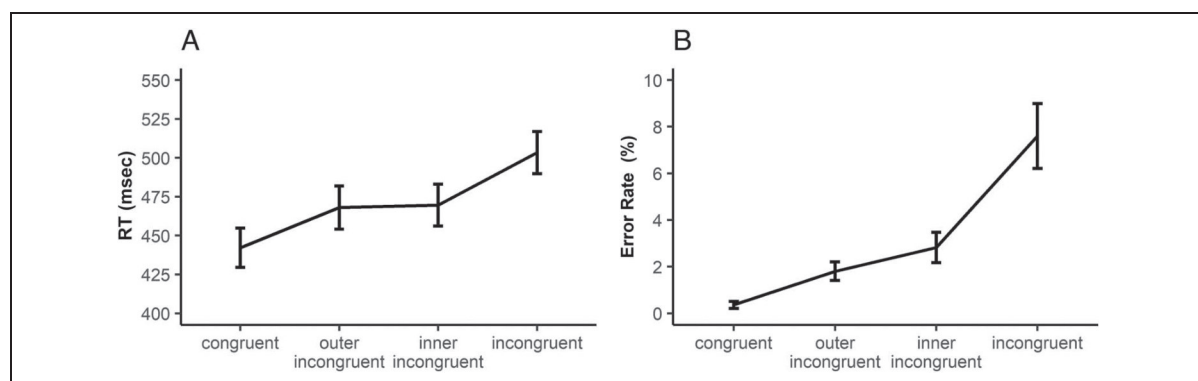 A
RT (msec)
550
525
500
475
450
425
400
congruent
outer
incongruent
inner
incongruent
incongruent
B
Error Rate (%)
10
8
6
4
2
0
congruent
outer
incongruent
inner
incongruent
incongruent